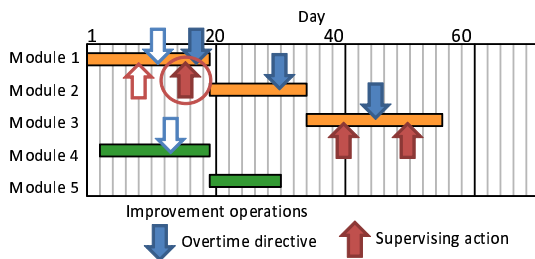 Day
1 20 40 60
Module 1
Module 2
Module 3
Module 4
Module 5
Improvement operations
Overtime directive Supervising action